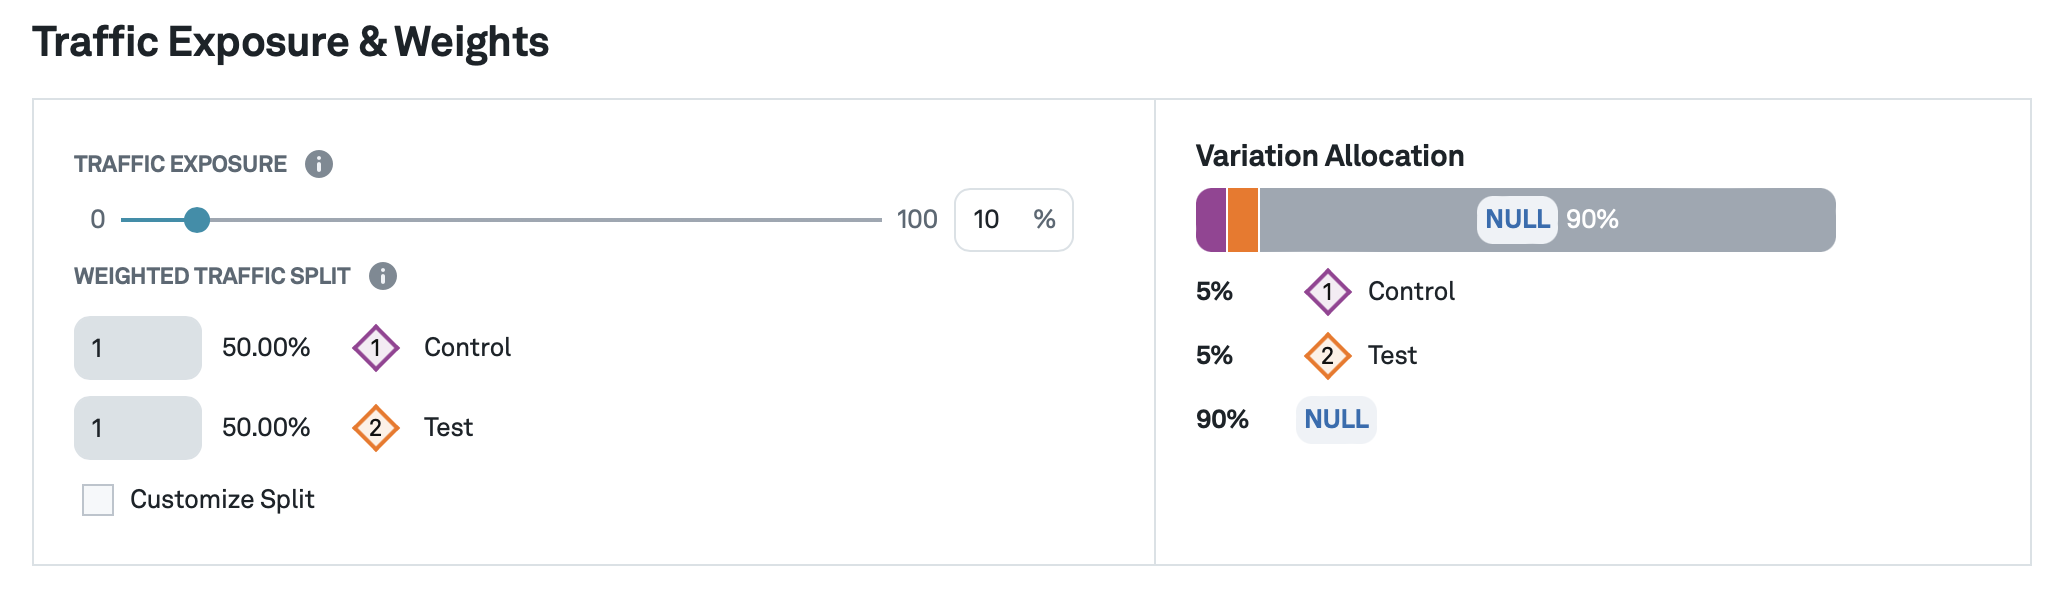 Traffic Exposure & Weights
TRAFFIC EXPOSURE i
0 100 10 %
WEIGHTED TRAFFIC SPLIT i
1 50.00% 1 Control
1 50.00% 2 Test
Customize Split
Variation Allocation
NULL 90%
5% 1 Control
5% 2 Test
90% NULL